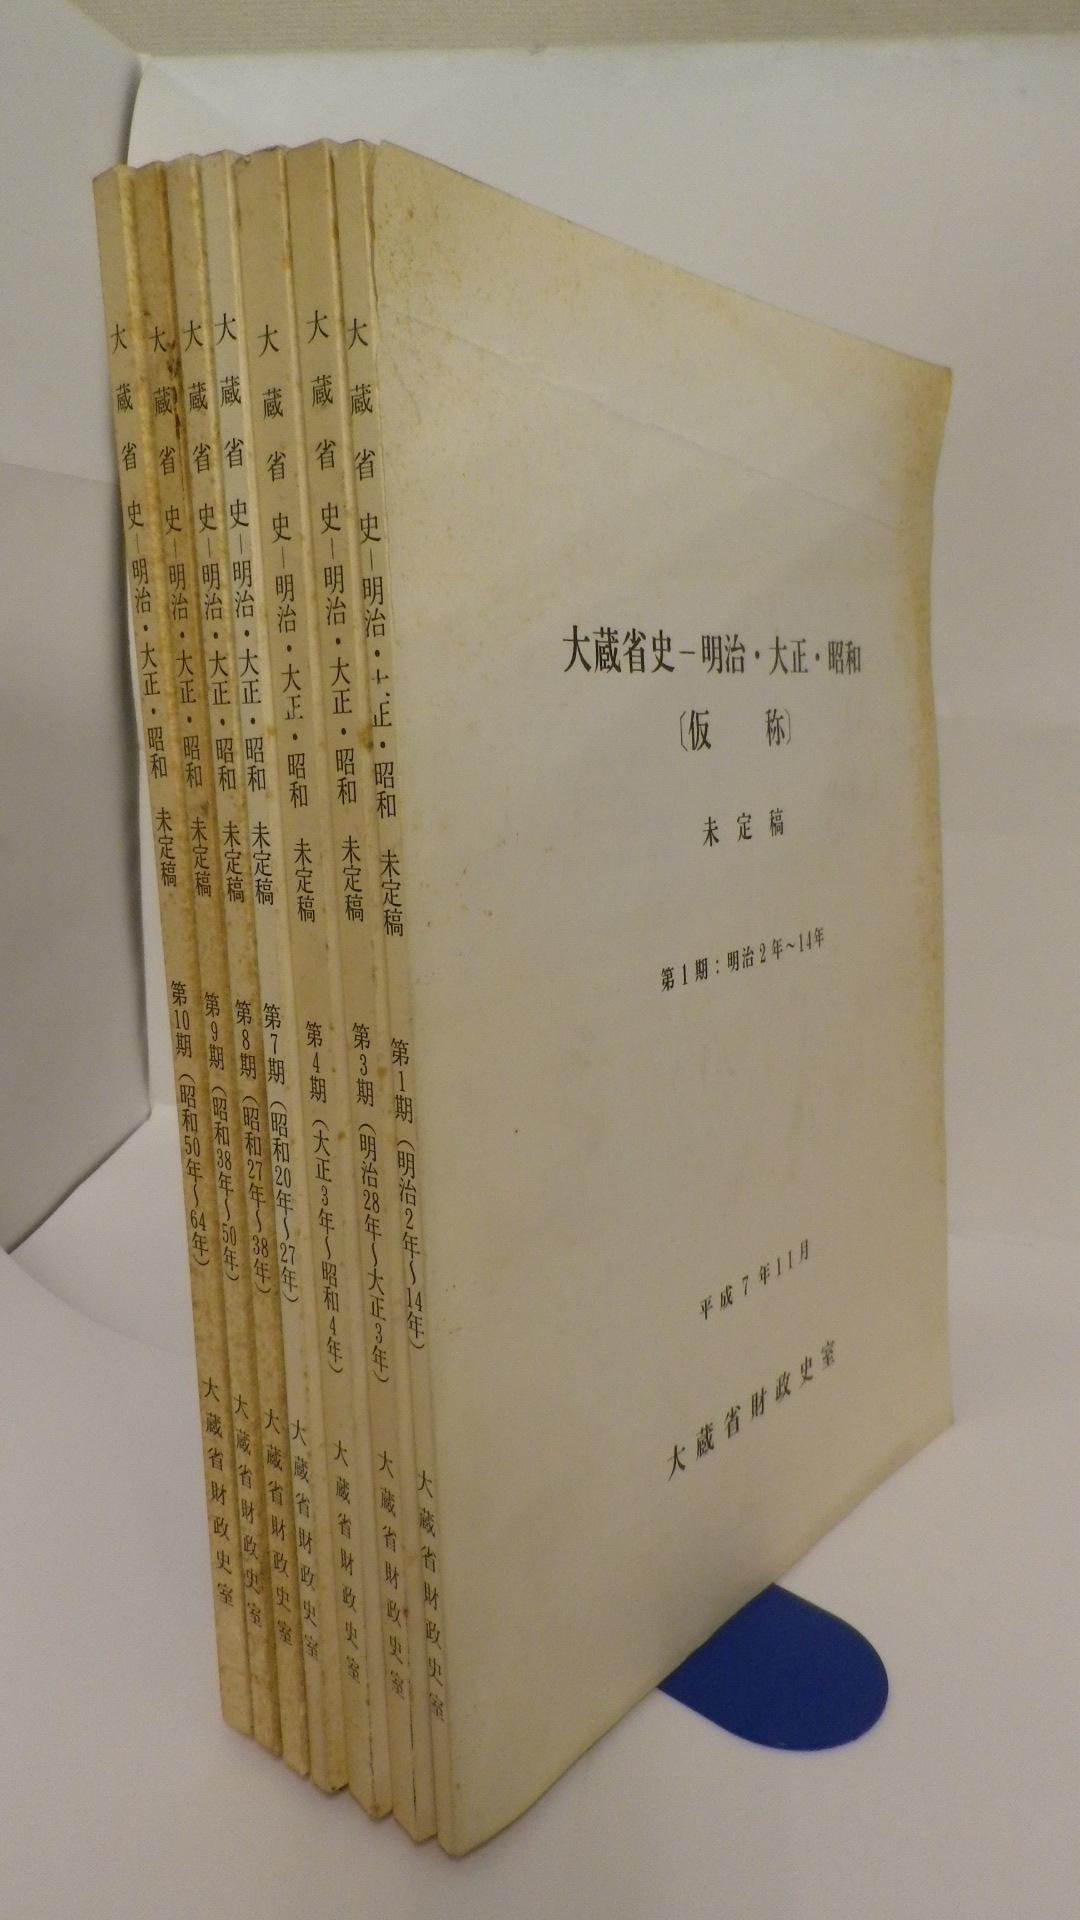 大蔵省史－明治・大正・昭和
〔仮　称〕
未定稿
第1期：明治2年～14年
平成7年11月
大蔵省財政史室
大蔵省史－明治・大正・昭和 未定稿 第1期（明治2年～14年） 大蔵省財政史室
大蔵省史－明治・大正・昭和 未定稿 第3期（明治28年～大正3年） 大蔵省財政史室
大蔵省史－明治・大正・昭和 未定稿 第4期（大正3年～昭和4年） 大蔵省財政史室
大蔵省史－明治・大正・昭和 未定稿 第7期（昭和20年～27年） 大蔵省財政史室
大蔵省史－明治・大正・昭和 未定稿 第8期（昭和27年～38年） 大蔵省財政史室
大蔵省史－明治・大正・昭和 未定稿 第9期（昭和38年～50年） 大蔵省財政史室
大蔵省史－明治・大正・昭和 未定稿 第10期（昭和50年～64年） 大蔵省財政史室